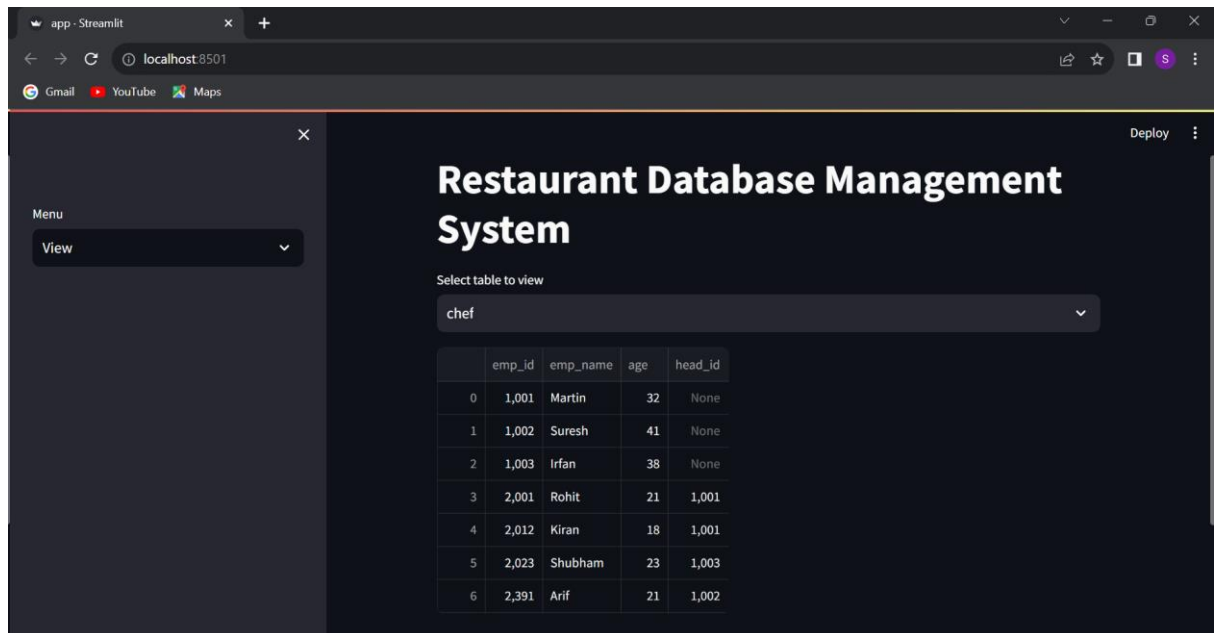 app · Streamlit
localhost:8501
S
Gmail YouTube Maps
Deploy
Menu
View
Restaurant Database Management
System
Select table to view
chef
emp_id emp_name age head_id
0 1,001 Martin 32 None
1 1,002 Suresh 41 None
2 1,003 Irfan 38 None
3 2,001 Rohit 21 1,001
4 2,012 Kiran 18 1,001
5 2,023 Shubham 23 1,003
6 2,391 Arif 21 1,002